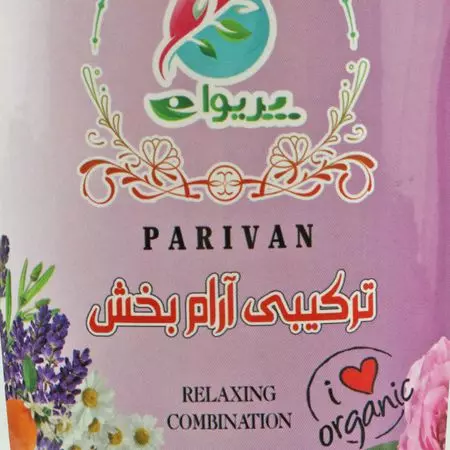 پریوان
PARIVAN
ترکیبی آرام بخش
RELAXING
COMBINATION
i ❤
organic